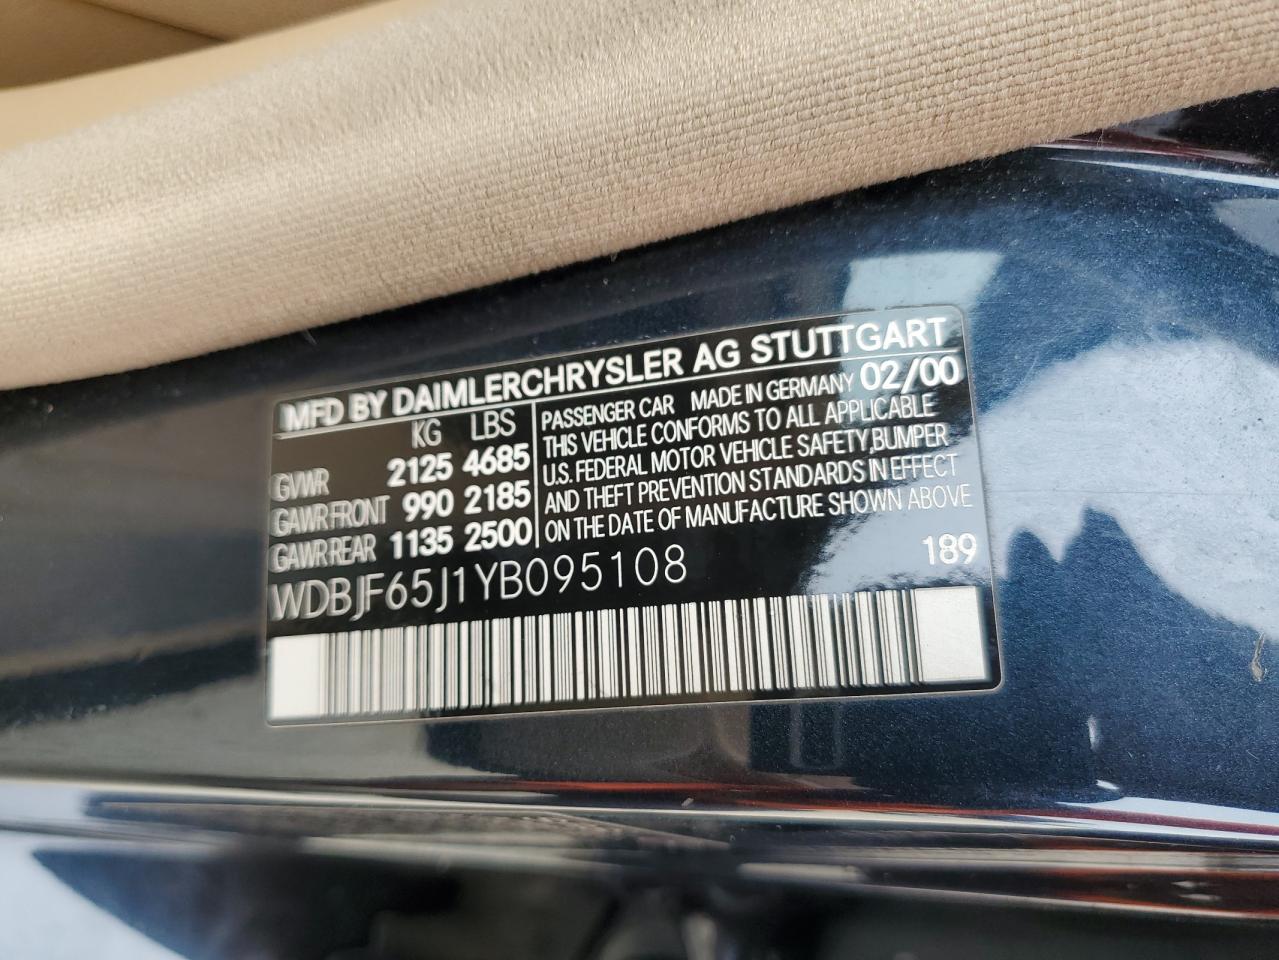 MFD BY DAIMLERCHRYSLER AG STUTTGART
KG LBS
GVWR 2125 4685
GAWR FRONT 990 2185
GAWR REAR 1135 2500
PASSENGER CAR MADE IN GERMANY 02/00
THIS VEHICLE CONFORMS TO ALL APPLICABLE
U.S. FEDERAL MOTOR VEHICLE SAFETY,BUMPER
AND THEFT PREVENTION STANDARDS IN EFFECT
ON THE DATE OF MANUFACTURE SHOWN ABOVE
WDBJF65J1YB095108 189